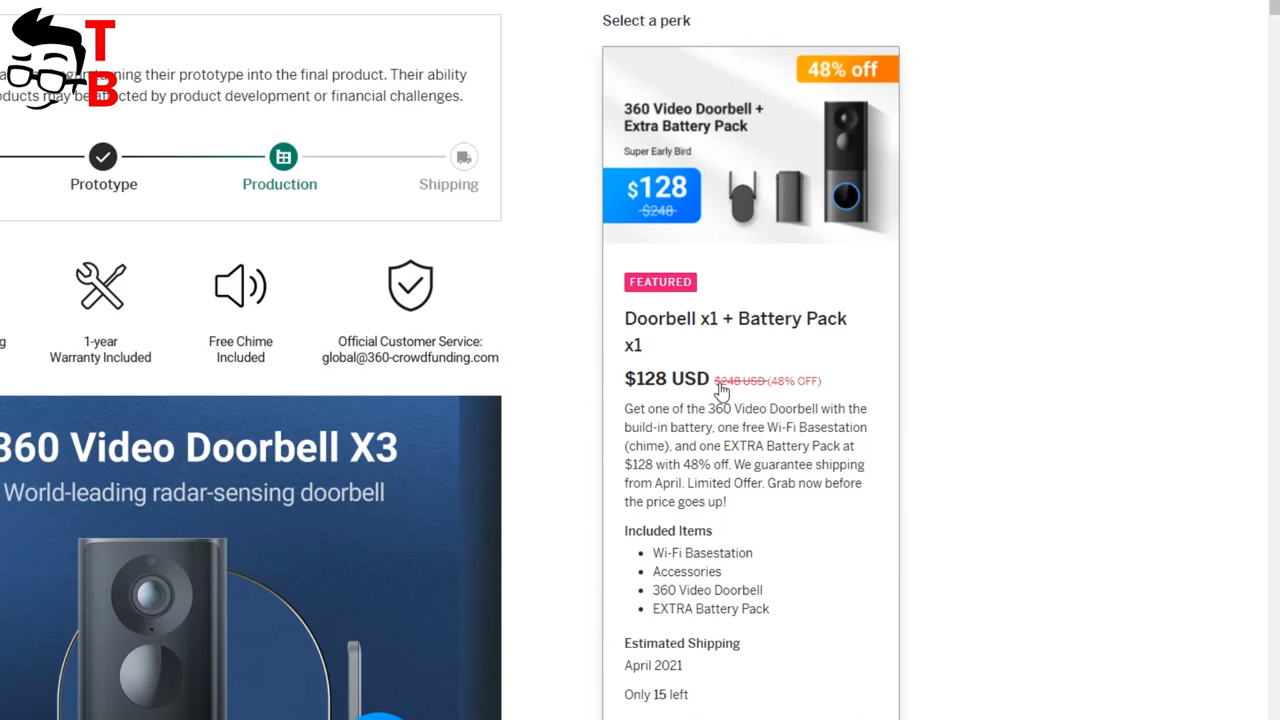 T
B
Select a perk
their prototype into the final product. Their ability
may be affected by product development or financial challenges.
Prototype
Production
Shipping
1-year
Warranty Included
Free Chime
Included
Official Customer Service:
global@360-crowdfunding.com
360 Video Doorbell X3
World-leading radar-sensing doorbell
48% off
360 Video Doorbell +
Extra Battery Pack
Super Early Bird
$128
$248
FEATURED
Doorbell x1 + Battery Pack
x1
$128 USD $248 USD (48% OFF)
Get one of the 360 Video Doorbell with the
build-in battery, one free Wi-Fi Basestation
(chime), and one EXTRA Battery Pack at
$128 with 48% off. We guarantee shipping
from April. Limited Offer. Grab now before
the price goes up!
Included Items
• Wi-Fi Basestation
• Accessories
• 360 Video Doorbell
• EXTRA Battery Pack
Estimated Shipping
April 2021
Only 15 left